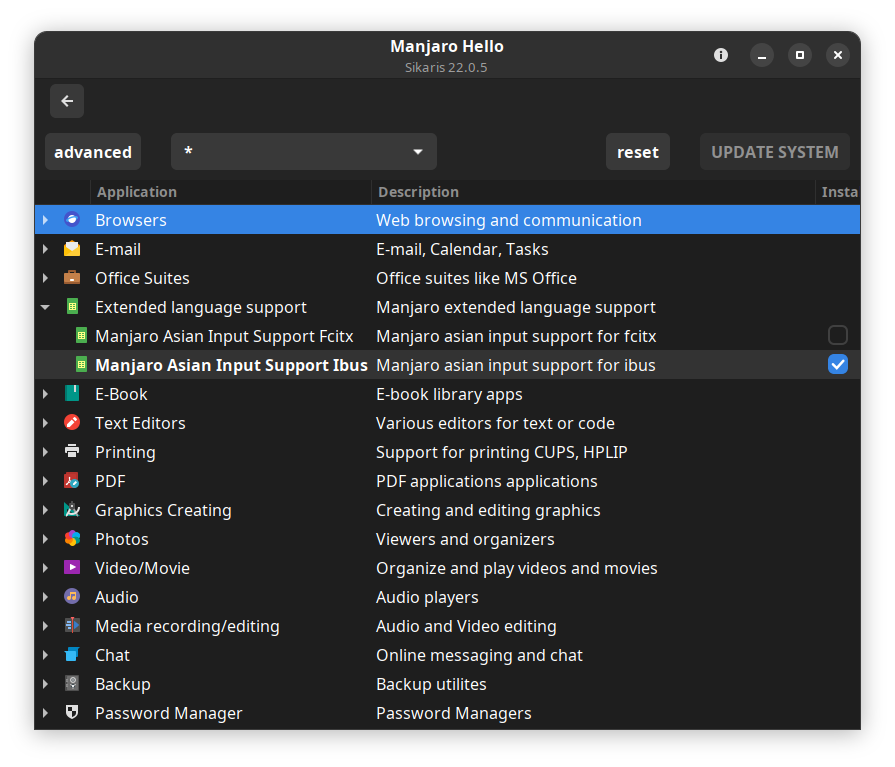 Manjaro Hello
Sikaris 22.0.5
advanced * reset UPDATE SYSTEM
Application Description Insta
Browsers Web browsing and communication
E-mail E-mail, Calendar, Tasks
Office Suites Office suites like MS Office
Extended language support Manjaro extended language support
Manjaro Asian Input Support Fcitx Manjaro asian input support for fcitx
Manjaro Asian Input Support Ibus Manjaro asian input support for ibus
E-Book E-book library apps
Text Editors Various editors for text or code
Printing Support for printing CUPS, HPLIP
PDF PDF applications applications
Graphics Creating Creating and editing graphics
Photos Viewers and organizers
Video/Movie Organize and play videos and movies
Audio Audio players
Media recording/editing Audio and Video editing
Chat Online messaging and chat
Backup Backup utilites
Password Manager Password Managers